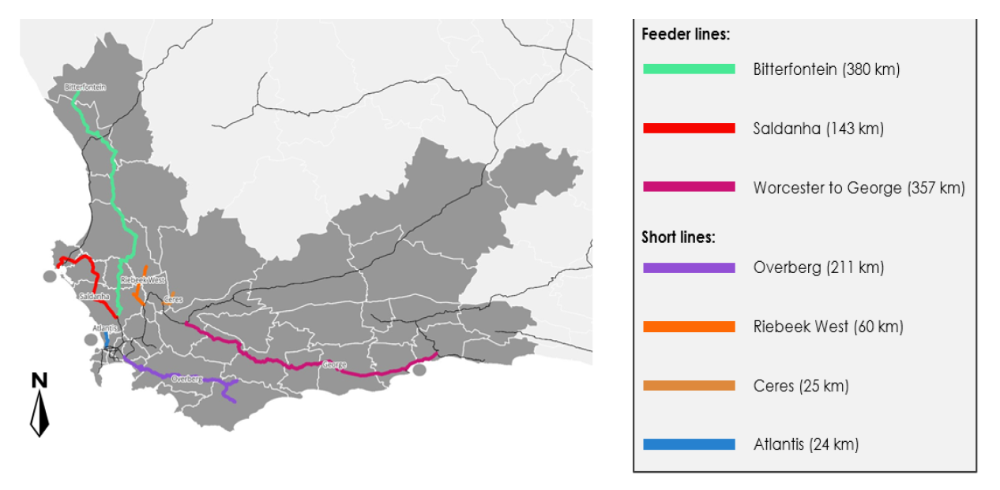 Bitterfontein
Riebeek West
Saldanha
Ceres
Atlantis
George
Overberg
N
Feeder lines:
Bitterfontein (380 km)
Saldanha (143 km)
Worcester to George (357 km)
Short lines:
Overberg (211 km)
Riebeek West (60 km)
Ceres (25 km)
Atlantis (24 km)